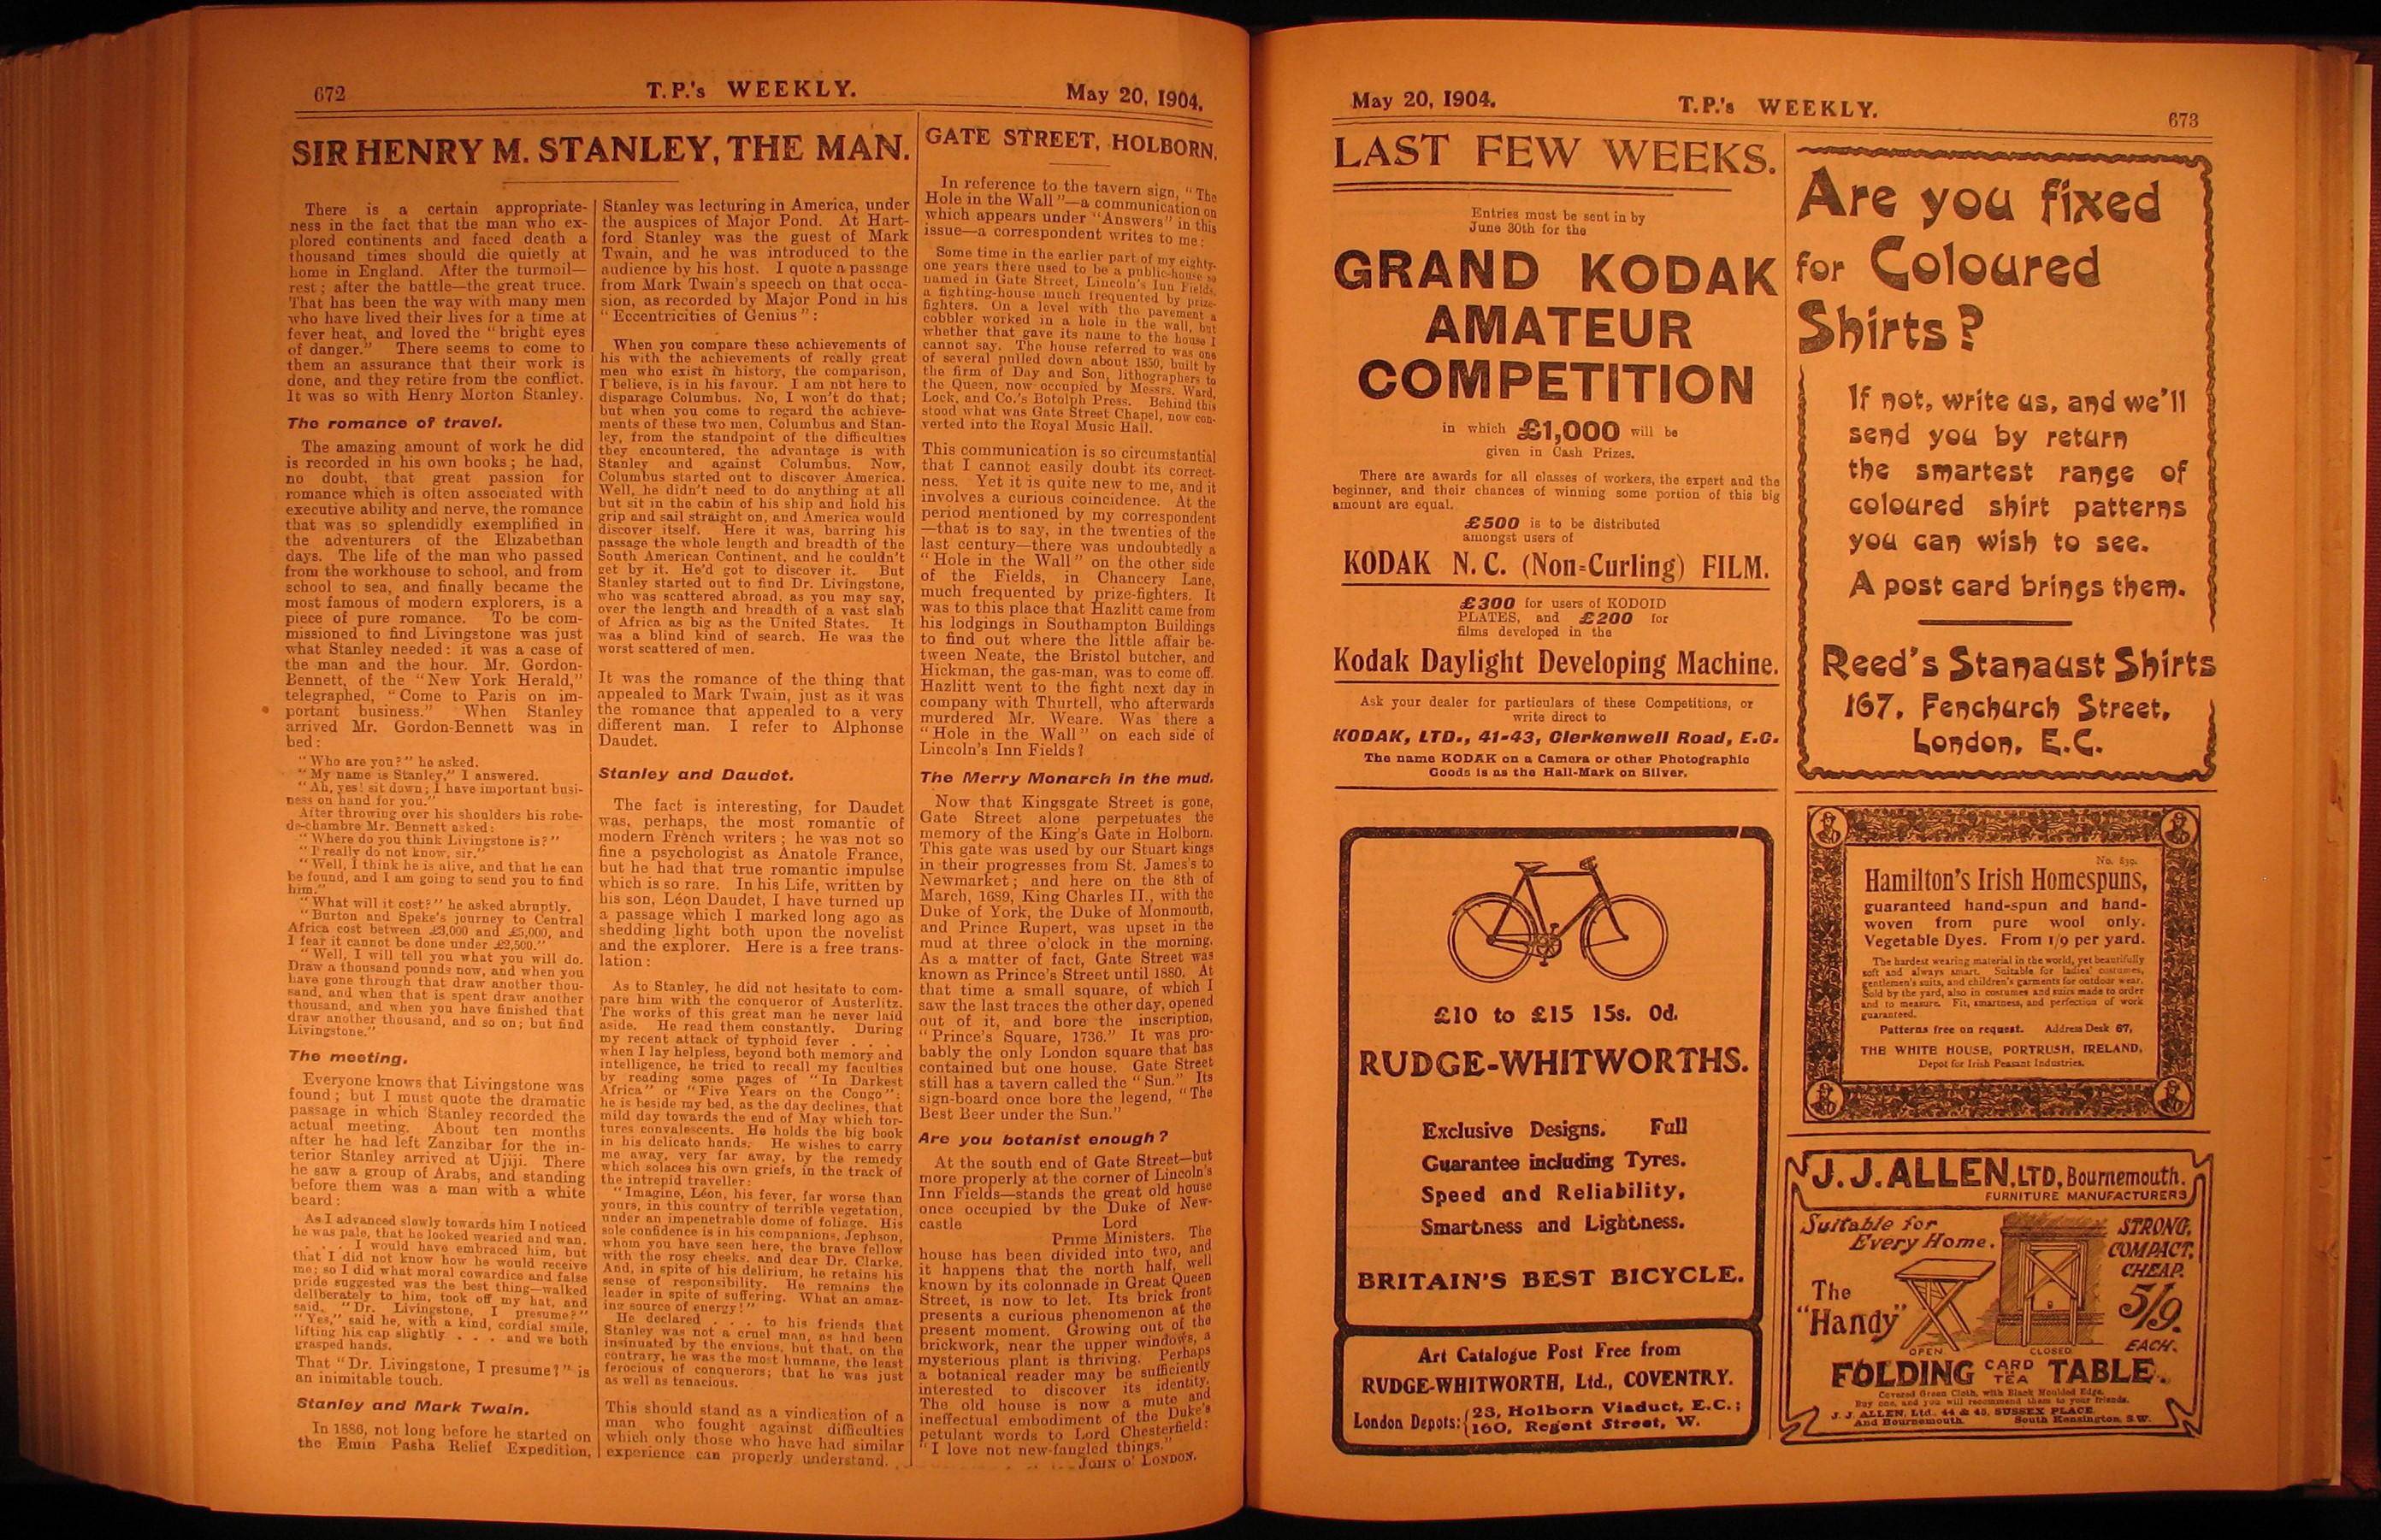 672
T.P.'s WEEKLY.
May 20, 1904.
SIR HENRY M. STANLEY, THE MAN.
There is a certain appropriate-
ness in the fact that the man who ex-
plored continents and faced death a
thousand times should die quietly at
home in England. After the turmoil—
rest; after the battle—the great truce.
That has been the way with many men
who have lived their lives for a time at
fever heat, and loved the "bright eyes
of danger." There seems to come to
them an assurance that their work is
done, and they retire from the conflict.
It was so with Henry Morton Stanley.
The romance of travel.
The amazing amount of work he did
is recorded in his own books; he had,
no doubt, that great passion for
romance which is often associated with
executive ability and nerve, the romance
that was so splendidly exemplified in
the adventurers of the Elizabethan
days. The life of the man who passed
from the workhouse to school, and from
school to sea, and finally became the
most famous of modern explorers, is a
piece of pure romance. To be com-
missioned to find Livingstone was just
what Stanley needed: it was a case of
the man and the hour. Mr. Gordon-
Bennett, of the "New York Herald,"
telegraphed, "Come to Paris on im-
portant business." When Stanley
arrived Mr. Gordon-Bennett was in
bed:
"Who are you?" he asked.
"My name is Stanley," I answered.
"Ah, yes! sit down; I have important busi-
ness on hand for you."
After throwing over his shoulders his robe-
de-chambre Mr. Bennett asked:
"Where do you think Livingstone is?"
"I really do not know, sir."
"Well, I think he is alive, and that he can
be found, and I am going to send you to find
him."
"What will it cost?" he asked abruptly.
"Burton and Speke's journey to Central
Africa cost between £3,000 and £5,000, and
I fear it cannot be done under £2,500."
"Well, I will tell you what you will do.
Draw a thousand pounds now, and when you
have gone through that draw another thou-
sand, and when that is spent draw another
thousand, and when you have finished that
draw another thousand, and so on; but find
Livingstone."
The meeting.
Everyone knows that Livingstone was
found; but I must quote the dramatic
passage in which Stanley recorded the
actual meeting. About ten months
after he had left Zanzibar for the in-
terior Stanley arrived at Ujiji. There
he saw a group of Arabs, and standing
before them was a man with a white
beard:
As I advanced slowly towards him I noticed
he was pale, that he looked wearied and wan.
. . . I would have embraced him, but
that I did not know how he would receive
me; so I did what moral cowardice and false
pride suggested was the best thing—walked
deliberately to him, took off my hat, and
said, "Dr. Livingstone, I presume?"
"Yes," said he, with a kind, cordial smile,
lifting his cap slightly . . . and we both
grasped hands.
That "Dr. Livingstone, I presume?" is
an inimitable touch.
Stanley and Mark Twain.
In 1886, not long before he started on
the Emin Pasha Relief Expedition,
Stanley was lecturing in America, under
the auspices of Major Pond. At Hart-
ford Stanley was the guest of Mark
Twain, and he was introduced to the
audience by his host. I quote a passage
from Mark Twain's speech on that occa-
sion, as recorded by Major Pond in his
"Eccentricities of Genius":
When you compare these achievements of
his with the achievements of really great
men who exist in history, the comparison,
I believe, is in his favour. I am not here to
disparage Columbus. No, I won't do that;
but when you come to regard the achieve-
ments of these two men, Columbus and Stan-
ley, from the standpoint of the difficulties
they encountered, the advantage is with
Stanley and against Columbus. Now,
Columbus started out to discover America.
Well, he didn't need to do anything at all
but sit in the cabin of his ship and hold his
grip and sail straight on, and America would
discover itself. Here it was, barring his
passage the whole length and breadth of the
South American Continent, and he couldn't
get by it. He'd got to discover it. But
Stanley started out to find Dr. Livingstone,
who was scattered abroad, as you may say,
over the length and breadth of a vast slab
of Africa as big as the United States. It
was a blind kind of search. He was the
worst scattered of men.
It was the romance of the thing that
appealed to Mark Twain, just as it was
the romance that appealed to a very
different man. I refer to Alphonse
Daudet.
Stanley and Daudet.
The fact is interesting, for Daudet
was, perhaps, the most romantic of
modern French writers; he was not so
fine a psychologist as Anatole France,
but he had that true romantic impulse
which is so rare. In his Life, written by
his son, Léon Daudet, I have turned up
a passage which I marked long ago as
shedding light both upon the novelist
and the explorer. Here is a free trans-
lation:
As to Stanley, he did not hesitate to com-
pare him with the conqueror of Austerlitz.
The works of this great man he never laid
aside. He read them constantly. During
my recent attack of typhoid fever . . .
when I lay helpless, beyond both memory and
intelligence, he tried to recall my faculties
by reading some pages of "In Darkest
Africa" or "Five Years on the Congo":
he is beside my bed, as the day declines, that
mild day towards the end of May which tor-
tures convalescents. He holds the big book
in his delicate hands. He wishes to carry
me away, very far away, by the remedy
which solaces his own griefs, in the track of
the intrepid traveller:
"Imagine, Léon, his fever, far worse than
yours, in this country of terrible vegetation,
under an impenetrable dome of foliage. His
sole confidence is in his companions, Jephson,
whom you have seen here, the brave fellow
with the rosy cheeks, and dear Dr. Clarke.
And, in spite of his delirium, he retains his
sense of responsibility. He remains the
leader in spite of suffering. What an amaz-
ing source of energy!"
He declared . . . to his friends that
Stanley was not a cruel man, as had been
insinuated by the envious, but that, on the
contrary, he was the most humane, the least
ferocious of conquerors; that he was just
as well as tenacious.
This should stand as a vindication of a
man who fought against difficulties
which only those who have had similar
experience can properly understand.
GATE STREET, HOLBORN.
In reference to the tavern sign, "The
Hole in the Wall"—a communication on
which appears under "Answers" in this
issue—a correspondent writes to me:
Some time in the earlier part of my eighty-
one years there used to be a public-house so
named in Gate Street, Lincoln's Inn Fields,
a fighting-house much frequented by prize-
fighters. On a level with the pavement a
cobbler worked in a hole in the wall, but
whether that gave its name to the house I
cannot say. The house referred to was one
of several pulled down about 1850, built by
the firm of Day and Son, lithographers to
the Queen, now occupied by Messrs. Ward,
Lock, and Co.'s Botolph Press. Behind this
stood what was Gate Street Chapel, now con-
verted into the Royal Music Hall.
This communication is so circumstantial
that I cannot easily doubt its correct-
ness. Yet it is quite new to me, and it
involves a curious coincidence. At the
period mentioned by my correspondent
—that is to say, in the twenties of the
last century—there was undoubtedly a
"Hole in the Wall" on the other side
of the Fields, in Chancery Lane,
much frequented by prize-fighters. It
was to this place that Hazlitt came from
his lodgings in Southampton Buildings
to find out where the little affair be-
tween Neate, the Bristol butcher, and
Hickman, the gas-man, was to come off.
Hazlitt went to the fight next day in
company with Thurtell, who afterwards
murdered Mr. Weare. Was there a
"Hole in the Wall" on each side of
Lincoln's Inn Fields?
The Merry Monarch in the mud.
Now that Kingsgate Street is gone,
Gate Street alone perpetuates the
memory of the King's Gate in Holborn.
This gate was used by our Stuart kings
in their progresses from St. James's to
Newmarket; and here on the 8th of
March, 1689, King Charles II., with the
Duke of York, the Duke of Monmouth,
and Prince Rupert, was upset in the
mud at three o'clock in the morning.
As a matter of fact, Gate Street was
known as Prince's Street until 1880. At
that time a small square, of which I
saw the last traces the other day, opened
out of it, and bore the inscription,
"Prince's Square, 1736." It was pro-
bably the only London square that has
contained but one house. Gate Street
still has a tavern called the "Sun." Its
sign-board once bore the legend, "The
Best Beer under the Sun."
Are you botanist enough?
At the south end of Gate Street—but
more properly at the corner of Lincoln's
Inn Fields—stands the great old house
once occupied by the Duke of New-
castle Lord
Prime Ministers. The
house has been divided into two, and
it happens that the north half, well
known by its colonnade in Great Queen
Street, is now to let. Its brick front
presents a curious phenomenon at the
present moment. Growing out of the
brickwork, near the upper windows, a
mysterious plant is thriving. Perhaps
a botanical reader may be sufficiently
interested to discover its identity.
The old house is now a mute and
ineffectual embodiment of the Duke's
petulant words to Lord Chesterfield:
"I love not new-fangled things."
JOHN O' LONDON.
May 20, 1904.
T.P.'s WEEKLY.
673
LAST FEW WEEKS.
Entries must be sent in by
June 30th for the
GRAND KODAK
AMATEUR
COMPETITION
in which £1,000 will be
given in Cash Prizes.
There are awards for all classes of workers, the expert and the
beginner, and their chances of winning some portion of this big
amount are equal.
£500 is to be distributed
amongst users of
KODAK N.C. (Non-Curling) FILM.
£300 for users of KODOID
PLATES, and £200 for
films developed in the
Kodak Daylight Developing Machine.
Ask your dealer for particulars of these Competitions, or
write direct to
KODAK, LTD., 41-43, Clerkenwell Road, E.C.
The name KODAK on a Camera or other Photographic
Goods is as the Hall-Mark on Silver.
£10 to £15 15s. 0d.
RUDGE-WHITWORTHS.
Exclusive Designs. Full
Guarantee including Tyres.
Speed and Reliability,
Smartness and Lightness.
BRITAIN'S BEST BICYCLE.
Art Catalogue Post Free from
RUDGE-WHITWORTH, Ltd., COVENTRY.
London Depots: 23, Holborn Viaduct, E.C.;
160, Regent Street, W.
Are you fixed
for Coloured
Shirts?
If not, write us, and we'll
send you by return
the smartest range of
coloured shirt patterns
you can wish to see.
A post card brings them.
Reed's Stanaust Shirts
167, Fenchurch Street,
London, E.C.
No. 839.
Hamilton's Irish Homespuns,
guaranteed hand-spun and hand-
woven from pure wool only.
Vegetable Dyes. From 1/9 per yard.
The hardest wearing material in the world, yet beautifully
soft and always smart. Suitable for ladies' costumes,
gentlemen's suits, and children's garments for outdoor wear.
Sold by the yard, also in costumes and suits made to order
and to measure. Fit, smartness, and perfection of work
guaranteed.
Patterns free on request. Address Desk 67,
THE WHITE HOUSE, PORTRUSH, IRELAND,
Depot for Irish Peasant Industries.
J. J. ALLEN, LTD, Bournemouth.
FURNITURE MANUFACTURERS
Suitable for
Every Home.
STRONG,
COMPACT,
CHEAP.
The
"Handy"
5/9.
EACH.
OPEN
CLOSED
FOLDING CARD TEA TABLE.
Covered Green Cloth, with Black Moulded Edge.
Buy one, and you will recommend them to your friends.
J. J. ALLEN, Ltd., 44 & 45, SUSSEX PLACE,
And Bournemouth. South Kensington, S.W.